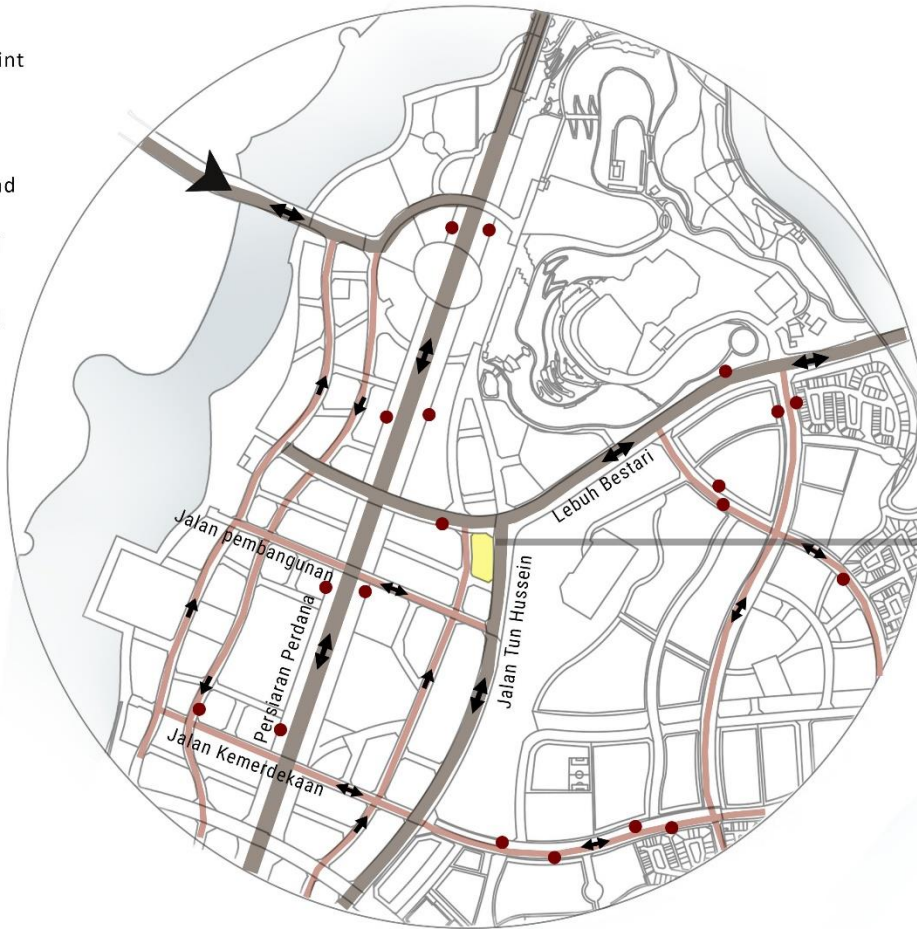 int
nd
Lebuh Bestari
Jalan pembangunan
Jalan Tun Hussein
Persiaran Perdana
Jalan Kemerdekaan